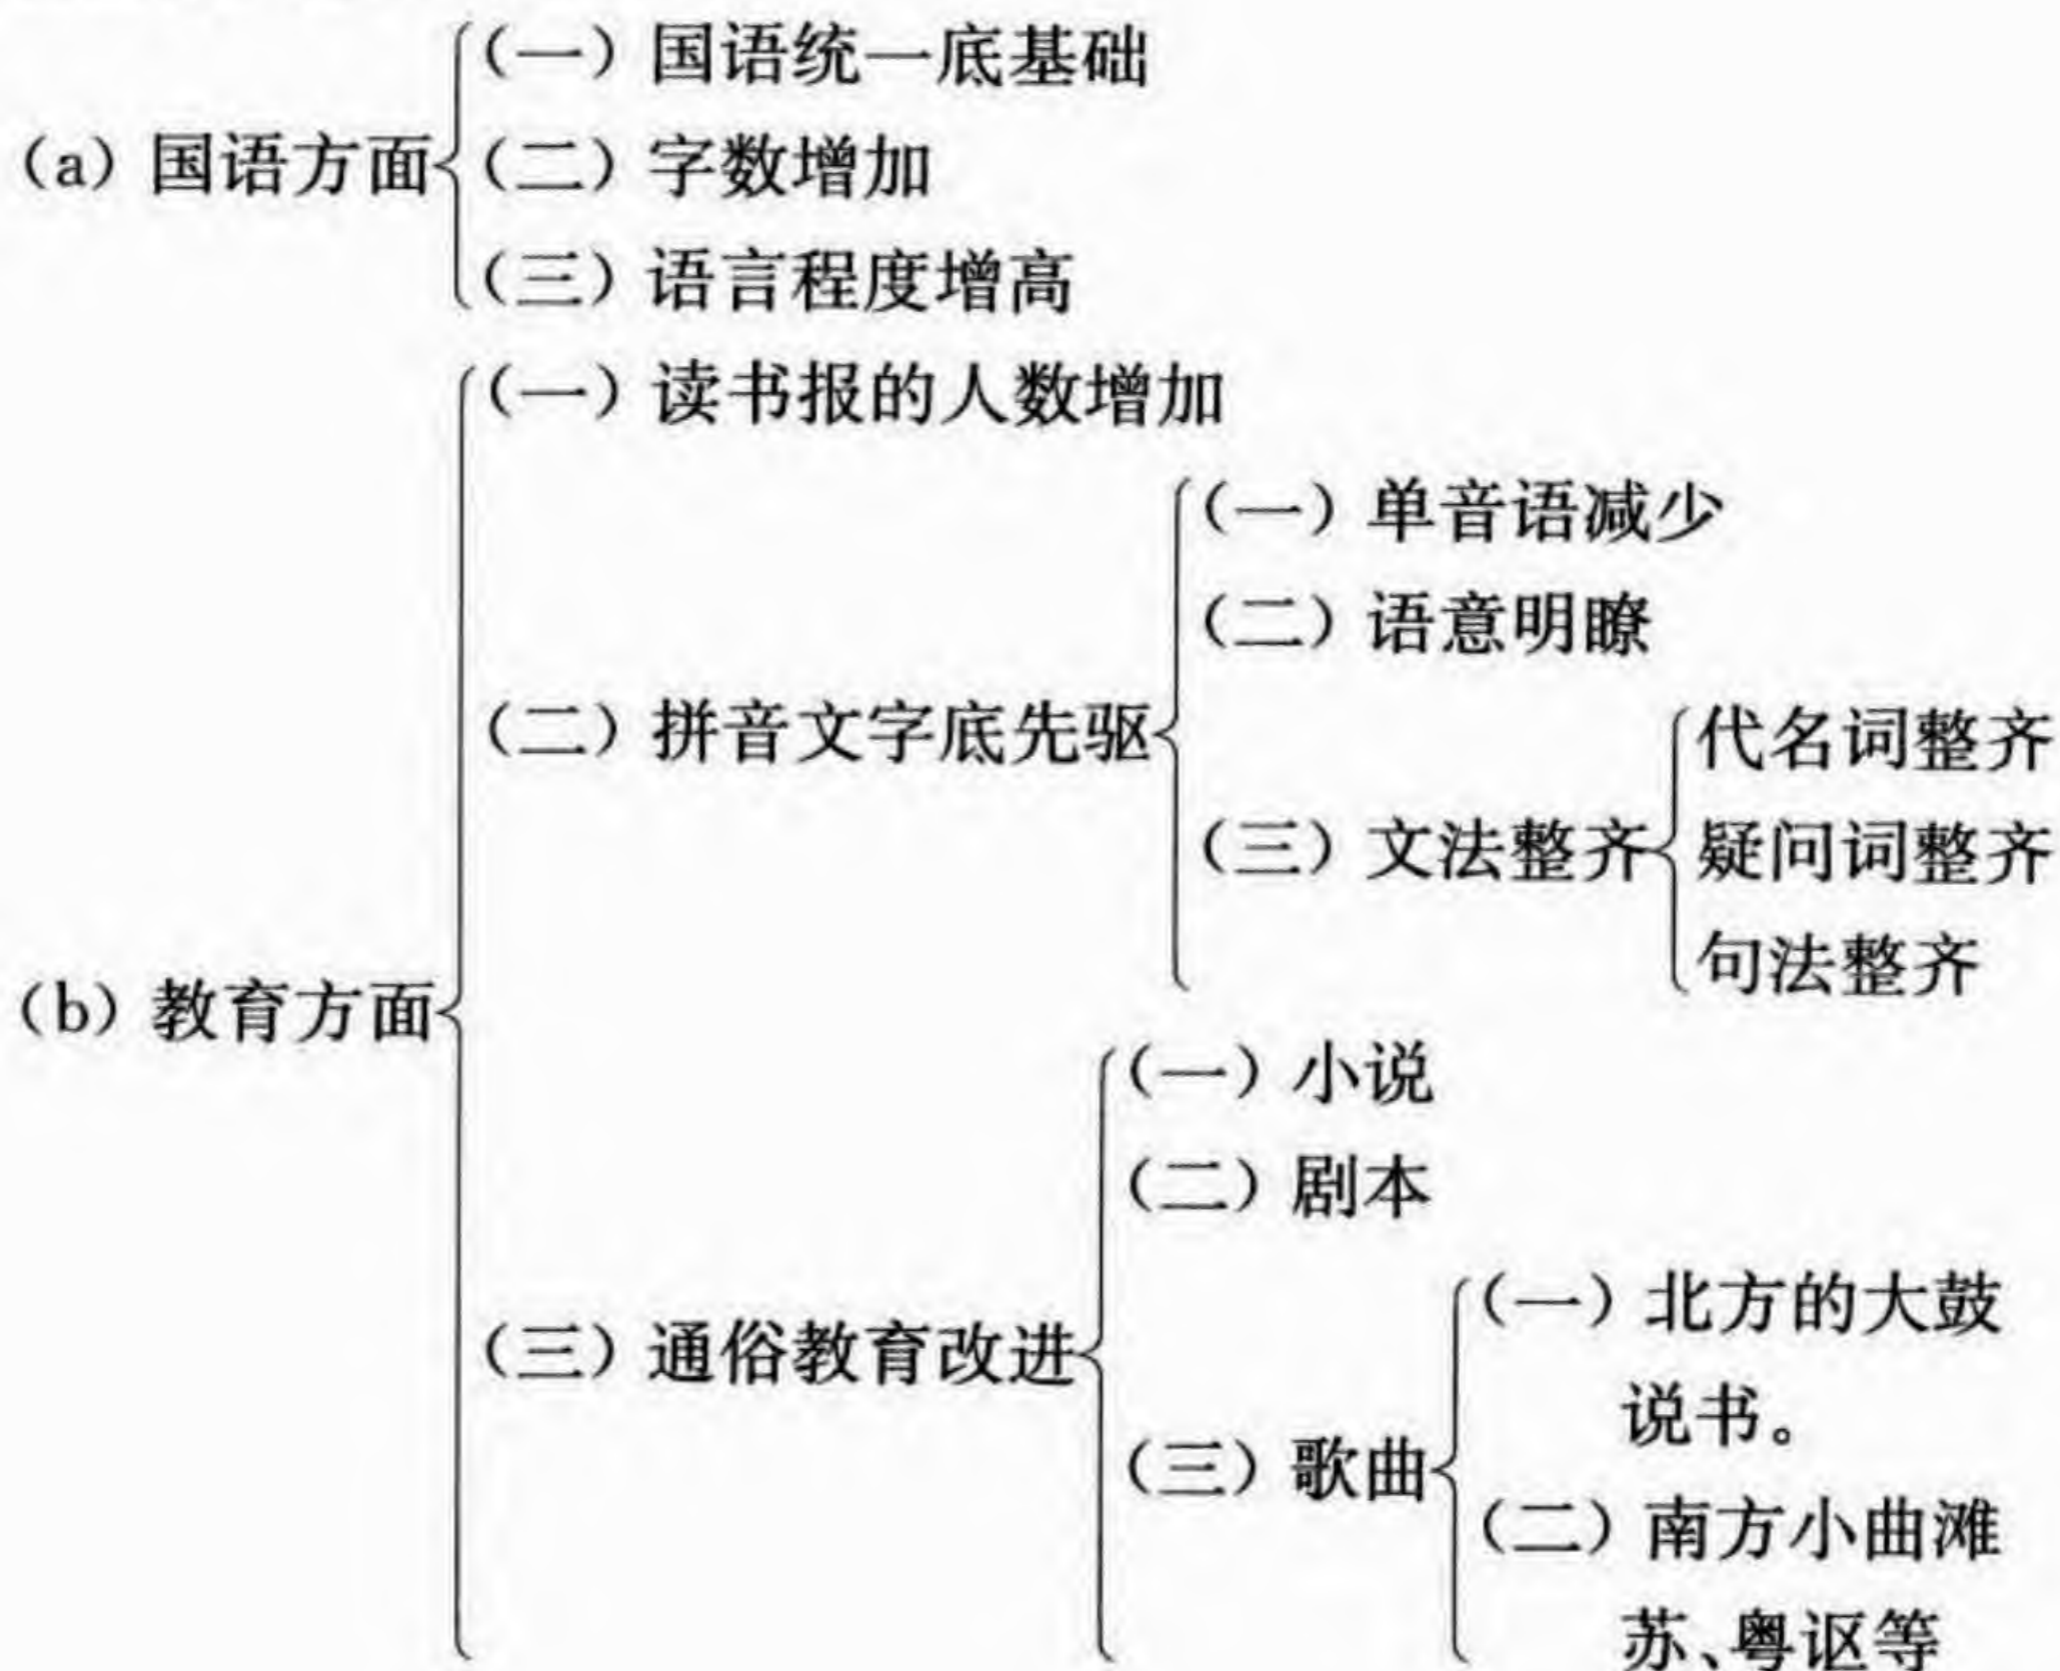 (一) 国语统一底基础
(a) 国语方面
(二) 字数增加
(三) 语言程度增高
(一) 读书报的人数增加
(一) 单音语减少
(二) 语意明瞭
(二) 拼音文字底先驱
代名词整齐
(三) 文法整齐
疑问词整齐
句法整齐
(b) 教育方面
(一) 小说
(二) 剧本
(三) 通俗教育改进
(一) 北方的大鼓
说书。
(三) 歌曲
(二) 南方小曲滩
苏、粤讴等